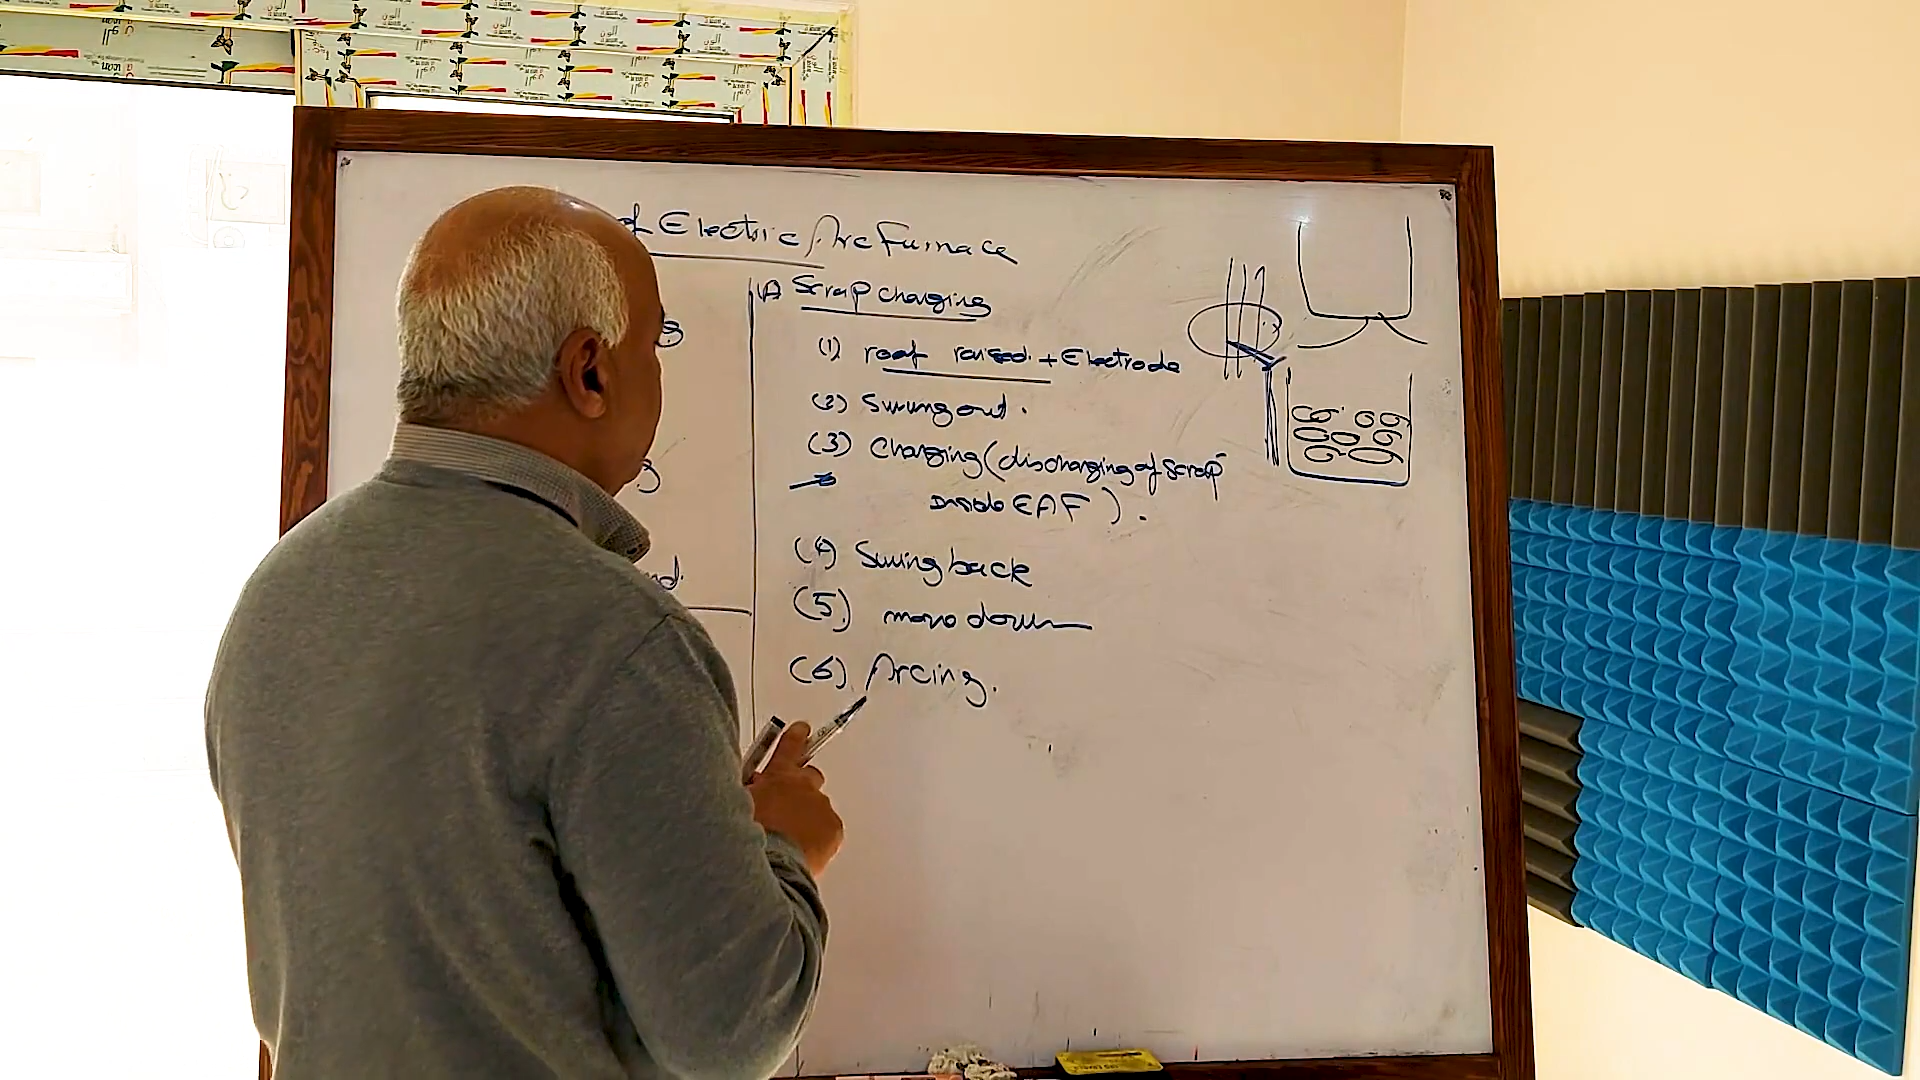 of Electric Arc Furnace
A Scrap charging
(1) roof raised + Electrode
(2) Swing out.
(3) Charging (discharging of scrap
inside EAF).
(4) Swing back
(5) move down
(6) Arcing.